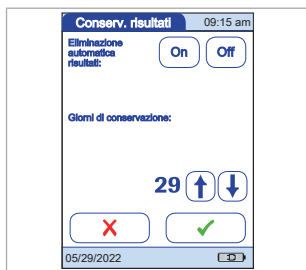 Conserv. risultati 09:15 am
Eliminazione
automatica
risultati:
On Off
Giorni di conservazione:
29
05/29/2022